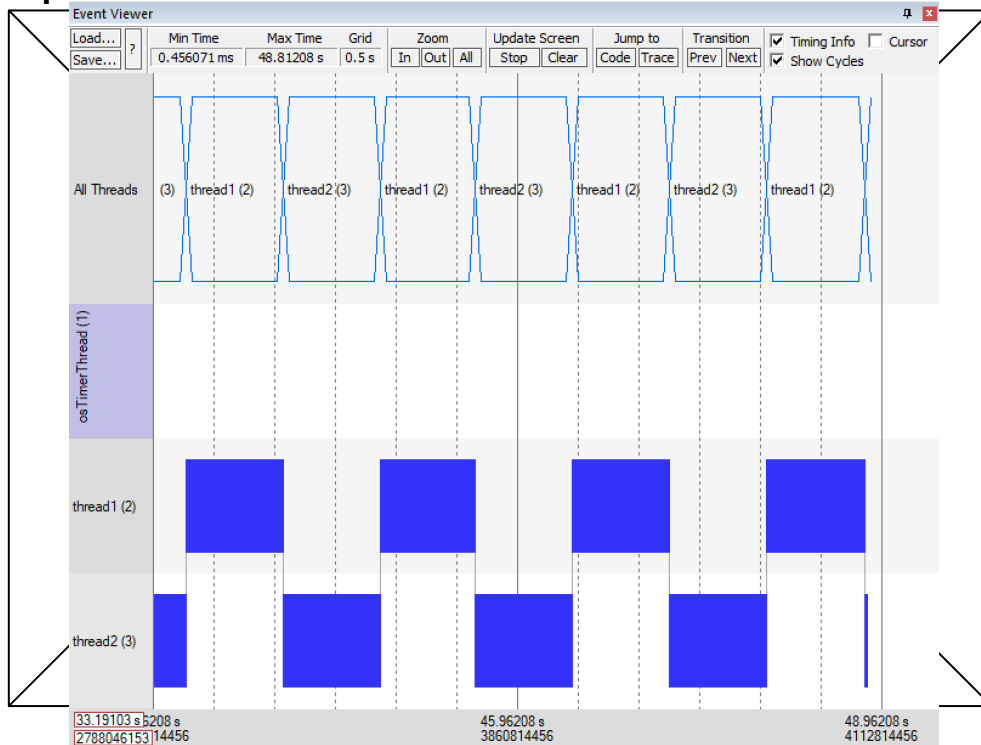 Event Viewer
Load... ? Min Time Max Time Grid Zoom Update Screen Jump to Transition Timing Info Cursor
Save... 0.456071 ms 48.81208 s 0.5 s In Out All Stop Clear Code Trace Prev Next Show Cycles
All Threads (3) thread1 (2) thread2 (3) thread1 (2) thread2 (3) thread1 (2) thread2 (3) thread1 (2)
osTimerThread (1)
thread1 (2)
thread2 (3)
33.19103 s 6208 s 45.96208 s 48.96208 s
2788046153 14456 3860814456 4112814456